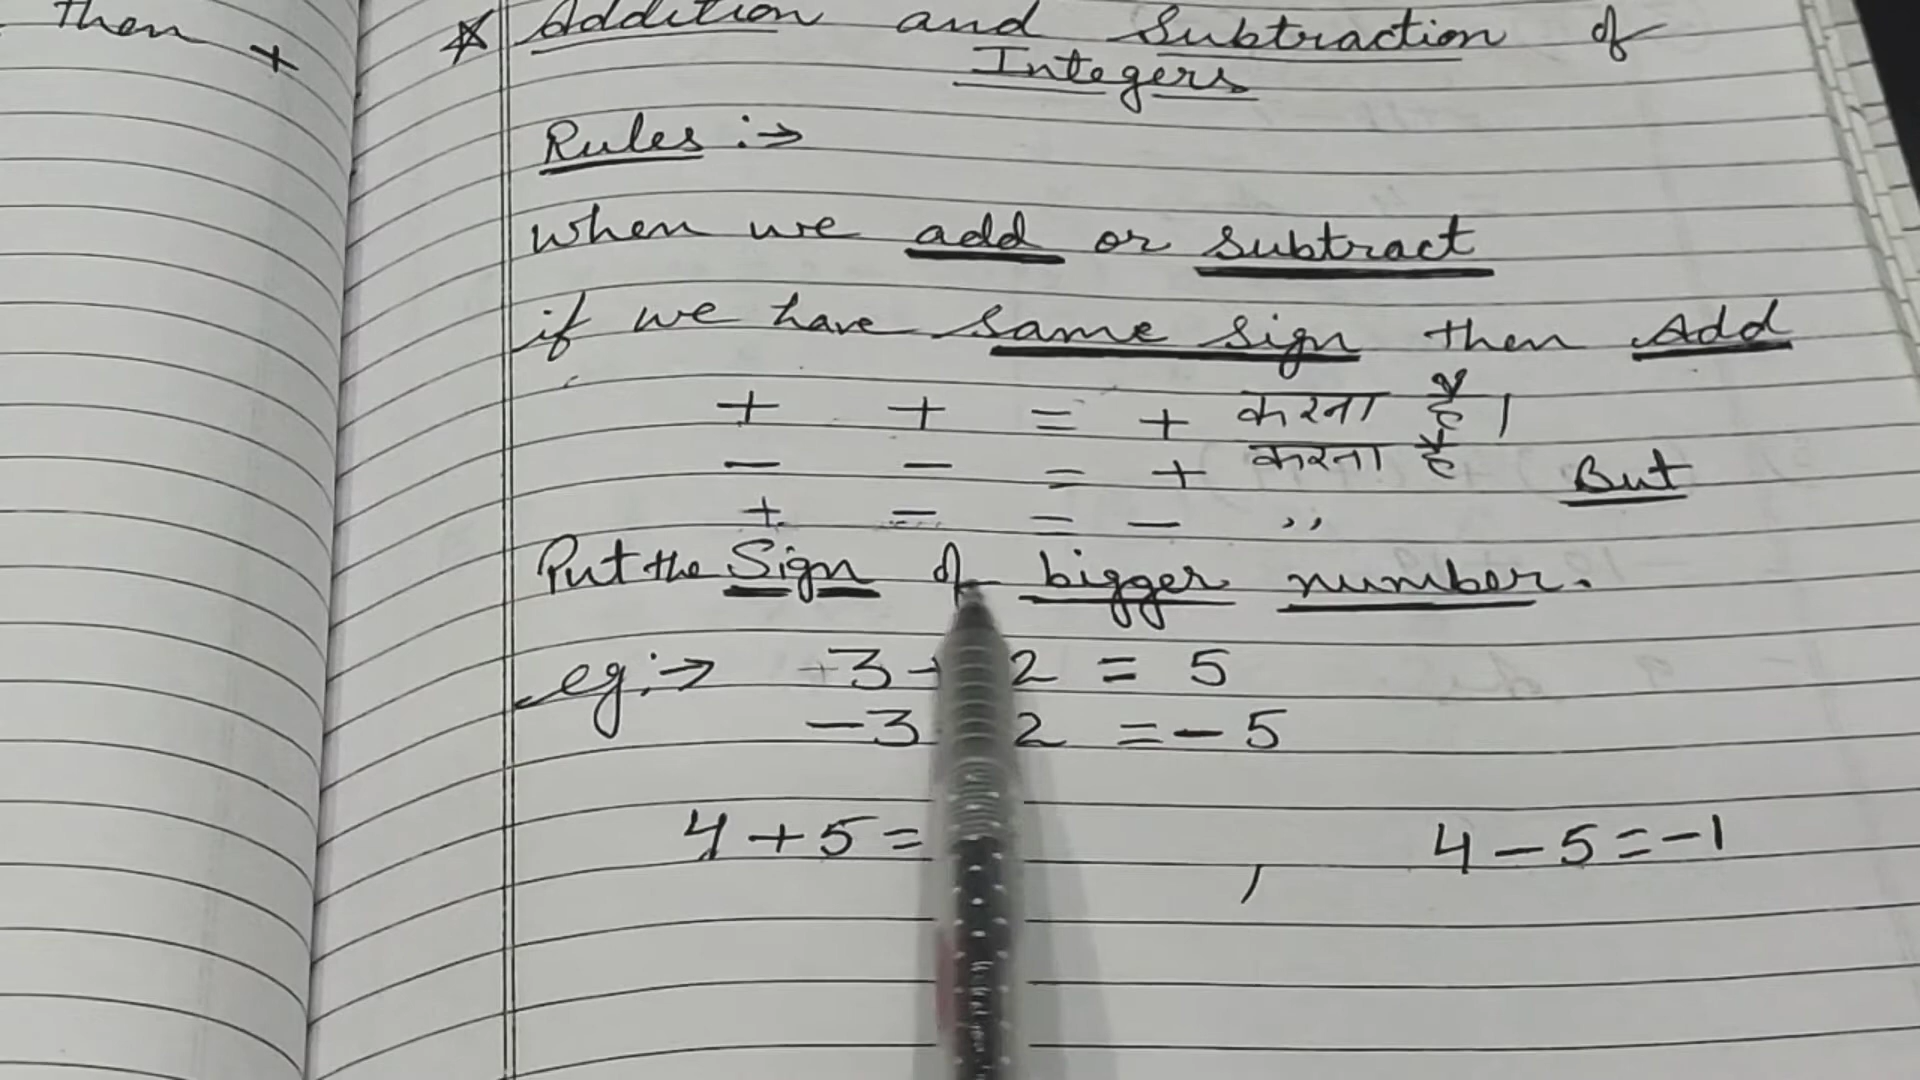 then +
☆ Addition and Subtraction of
Integers
Rules :→
when we add or subtract
if we have same sign then Add
+ + = + करना है।
- - = + करना है But
+ - = - ,,
Put the Sign of bigger number.
eg:→ +3+2 = 5
-3 2 = -5
4+5=
, 4-5=-1